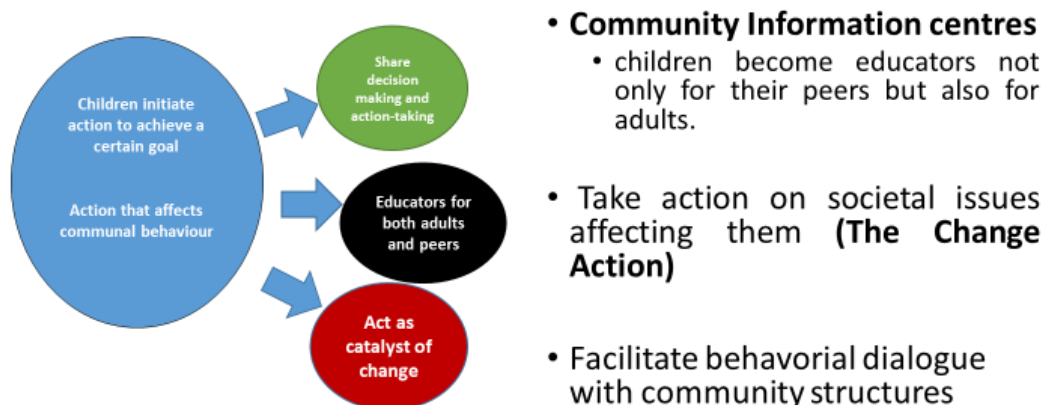 Children initiate
action to achieve a
certain goal
Action that affects
communal behaviour
Share
decision
making and
action-taking
Educators for
both adults
and peers
Act as
catalyst of
change
• Community Information centres
• children become educators not
only for their peers but also for
adults.
• Take action on societal issues
affecting them (The Change
Action)
• Facilitate behavorial dialogue
with community structures